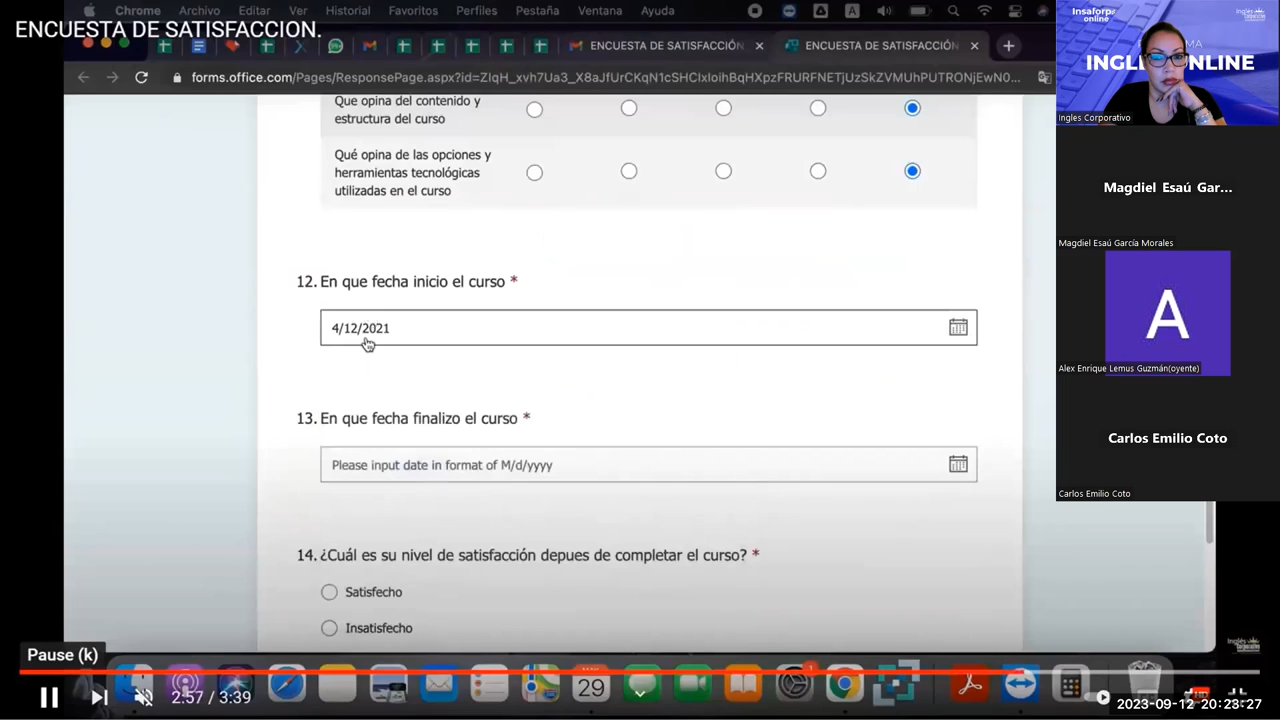 ENCUESTA DE SATISFACCION.
Chrome Archivo Editar Ver Historial Favoritos Perfiles Pestaña Ventana Ayuda
ENCUESTA DE SATISFACCIÓN
ENCUESTA DE SATISFACCIÓN
forms.office.com/Pages/ResponsePage.aspx?id=ZIqH_xvh7Ua3_X8aJfUrCKqN1cSHCIxIoihBqHXpzFRURFNETjUzSkZVMUhPUTRONjEwN0...
Que opina del contenido y
estructura del curso
Qué opina de las opciones y
herramientas tecnológicas
utilizadas en el curso
12. En que fecha inicio el curso *
4/12/2021
13. En que fecha finalizo el curso *
Please input date in format of M/d/yyyy
14. ¿Cuál es su nivel de satisfacción depues de completar el curso? *
Satisfecho
Insatisfecho
Pause (k)
29
2:57 / 3:39
Insaforp
online
Ingles Corporativo
Magdiel Esaú Gar...
Magdiel Esaú García Morales
A
Alex Enrique Lemus Guzmán(oyente)
Carlos Emilio Coto
Carlos Emilio Coto
2023-09-12 20:23:27